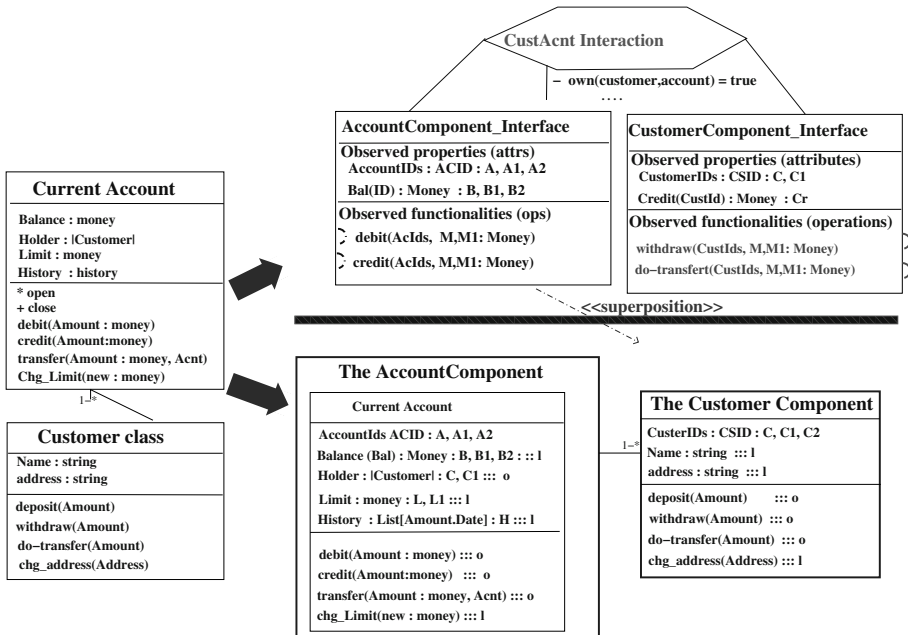 CustAcnt Interaction
− own(customer,account) = true
. . . .
AccountComponent_Interface
Observed properties (attrs)
AccountIDs : ACID : A, A1, A2
Bal(ID) : Money : B, B1, B2
Observed functionalities (ops)
debit(AcIds, M,M1: Money)
credit(AcIds, M,M1: Money)
CustomerComponent_Interface
Observed properties (attributes)
CustomerIDs : CSID : C, C1
Credit(CustId) : Money : Cr
Observed functionalities (operations)
withdraw(CustIds, M,M1: Money)
do−transfert(CustIds, M,M1: Money)
<<superposition>>
Current Account
Balance : money
Holder : |Customer|
Limit : money
History : history
* open
+ close
debit(Amount : money)
credit(Amount:money)
transfer(Amount : money, Acnt)
Chg_Limit(new : money)
1−*
Customer class
Name : string
address : string
deposit(Amount)
withdraw(Amount)
do−transfer(Amount)
chg_address(Address)
The AccountComponent
Current Account
AccountIds ACID : A, A1, A2
Balance (Bal) : Money : B, B1, B2 : :: l
Holder : |Customer| : C, C1 ::: o
Limit : money : L, L1 ::: l
History : List[Amount.Date] : H ::: l
debit(Amount : money) ::: o
credit(Amount:money) ::: o
transfer(Amount : money, Acnt) ::: o
chg_Limit(new : money) ::: l
1−*
The Customer Component
CusterIDs : CSID : C, C1, C2
Name : string ::: l
address : string ::: l
deposit(Amount) ::: o
withdraw(Amount) ::: o
do−transfer(Amount) ::: o
chg_address(Address) ::: l